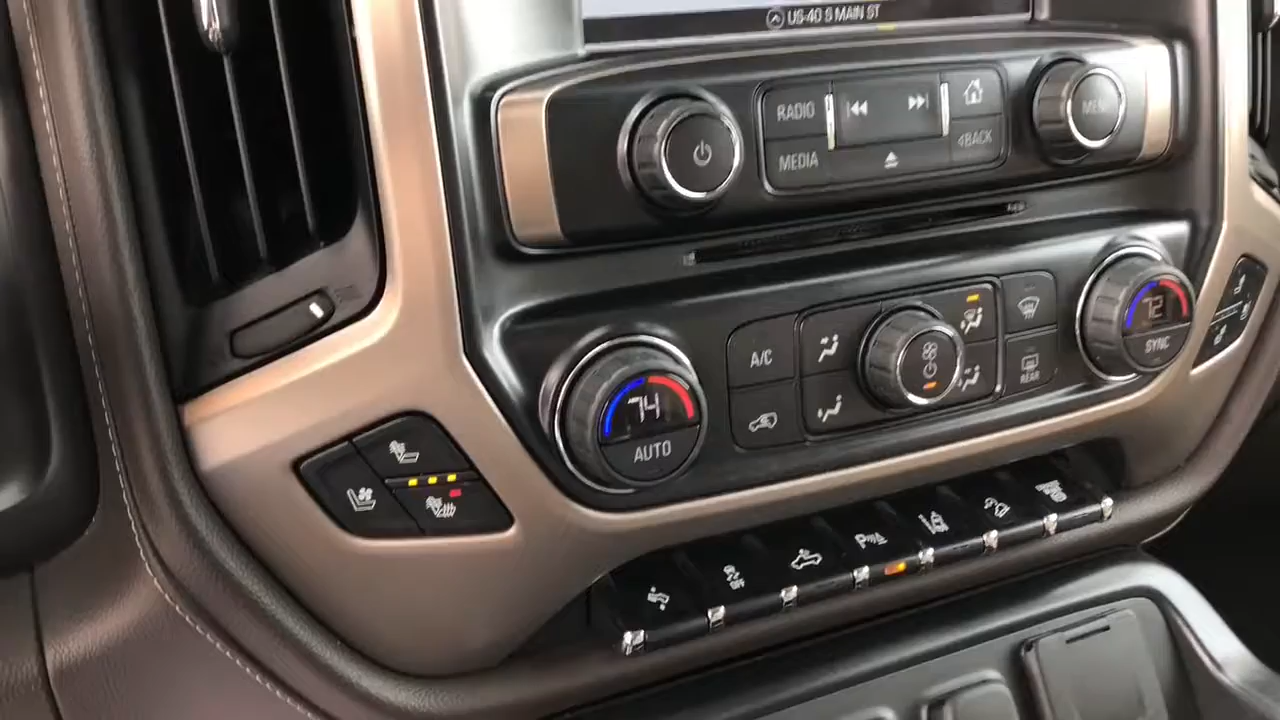 US-40 S MAIN ST
RADIO
MEDIA
BACK
MENU
A/C
REAR
74
AUTO
72
SYNC
P